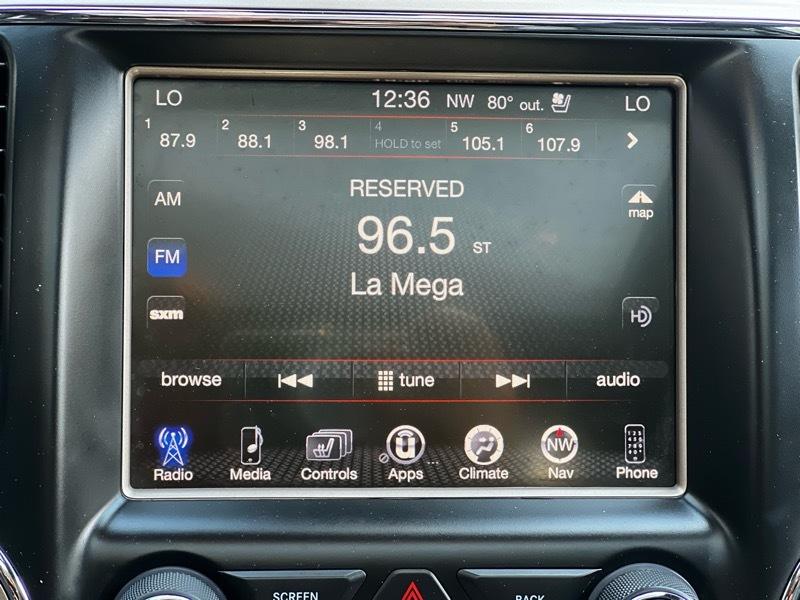 LO 12:36 NW 80° out. LO
1 87.9 2 88.1 3 98.1 4 HOLD to set 5 105.1 6 107.9
AM
RESERVED
map
96.5 ST
FM
La Mega
sxm
HD
browse tune audio
Radio Media Controls Apps ... Climate NW Nav Phone
SCREEN BACK